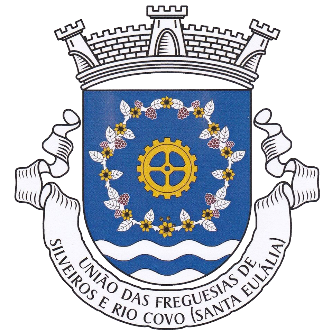 UNIÃO DAS FREGUESIAS DE
SILVEIROS E RIO COVO (SANTA EULÁLIA)